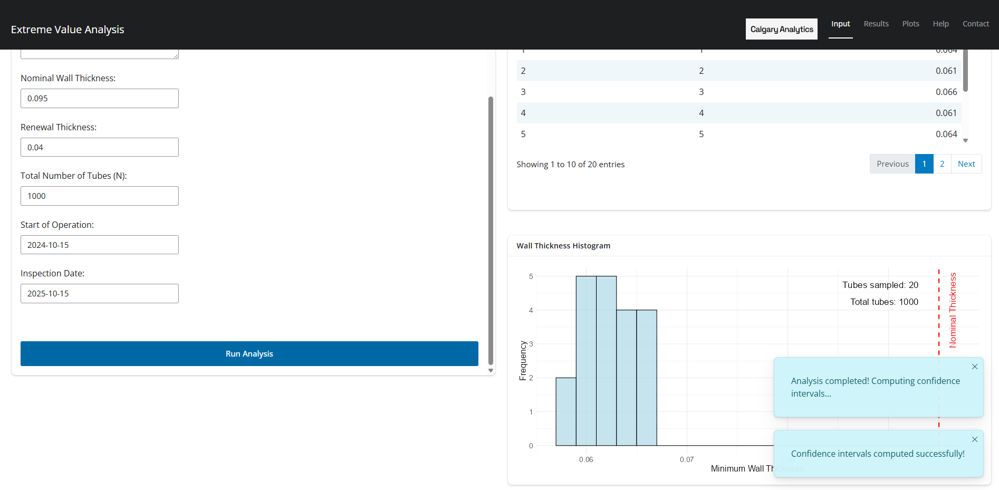 Extreme Value Analysis
Calgary Analytics
Input
Results
Plots
Help
Contact
Nominal Wall Thickness:
0.095
Renewal Thickness:
0.04
Total Number of Tubes (N):
1000
Start of Operation:
2024-10-15
Inspection Date:
2025-10-15
Run Analysis
1 1 0.064
2 2 0.061
3 3 0.066
4 4 0.061
5 5 0.064
Showing 1 to 10 of 20 entries
Previous 1 2 Next
Wall Thickness Histogram
Tubes sampled: 20
Total tubes: 1000
Nominal Thickness
Frequency
5
4
3
2
1
0
0.06
0.07
Minimum Wall Thickness
Analysis completed! Computing confidence
intervals...
Confidence intervals computed successfully!